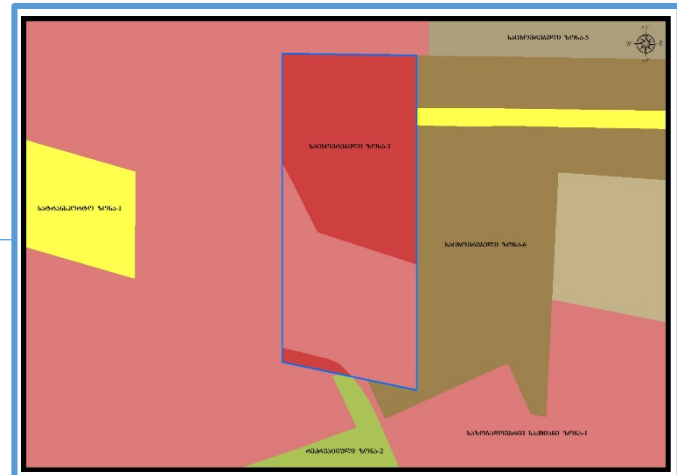 საცხოვრებელი ზონა-5
საცხოვრებელი ზონა-3
სატრანსპორტო ზონა-1
საცხოვრებელი ზონა-6
საზოგადოებრივ საქმიანი ზონა-1
რეკრეაციული ზონა-2